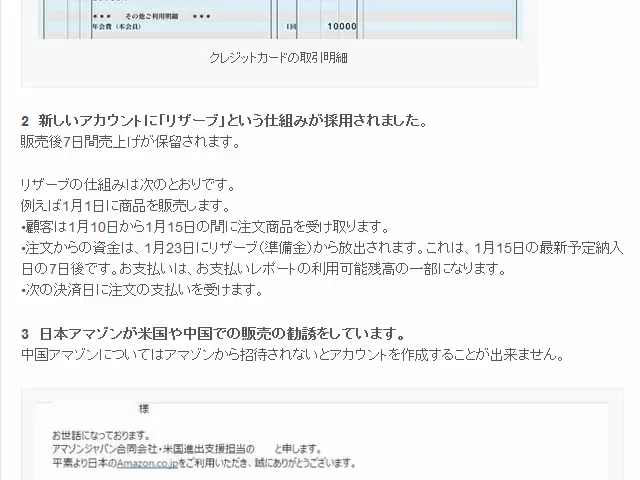 ＊＊＊ その他ご利用明細 ＊＊＊
年会費（本会員） 1回 10000
クレジットカードの取引明細
2 新しいアカウントに「リザーブ」という仕組みが採用されました。
販売後7日間売上げが保留されます。
リザーブの仕組みは次のとおりです。
例えば1月1日に商品を販売します。
•顧客は1月10日から1月15日の間に注文商品を受け取ります。
•注文からの資金は、1月23日にリザーブ（準備金）から放出されます。これは、1月15日の最新予定納入
日の7日後です。お支払いは、お支払いレポートの利用可能残高の一部になります。
•次の決済日に注文の支払いを受けます。
3 日本アマゾンが米国や中国での販売の勧誘をしています。
中国アマゾンについてはアマゾンから招待されないとアカウントを作成することが出来ません。
様
お世話になっております。
アマゾンジャパン合同会社・米国進出支援担当の と申します。
平素より日本のAmazon.co.jpをご利用いただき、誠にありがとうございます。